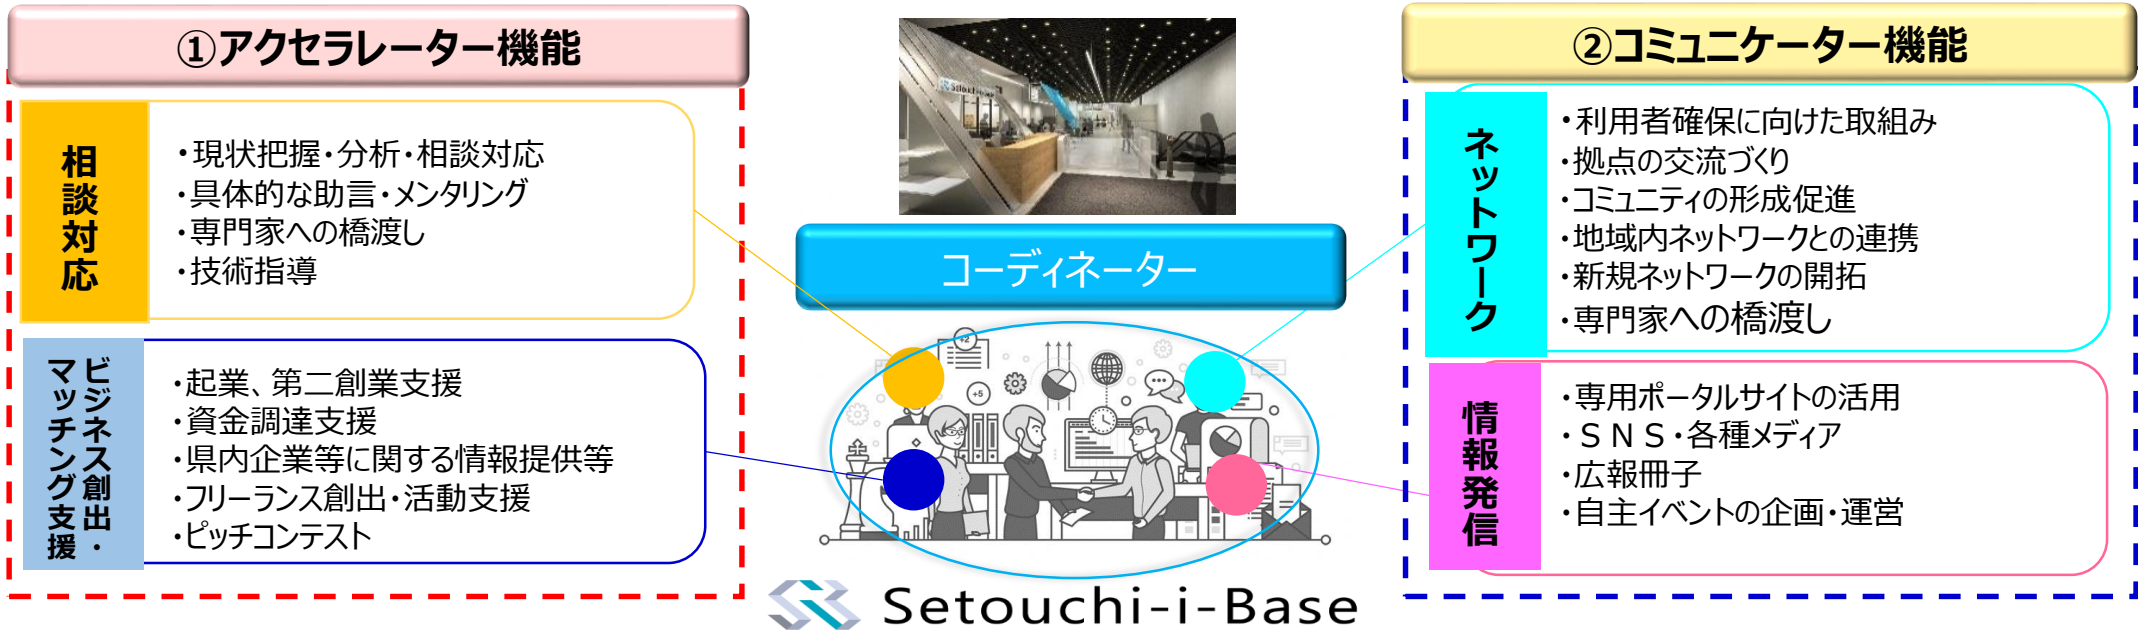 ①アクセラレーター機能
相談対応
・現状把握・分析・相談対応
・具体的な助言・メンタリング
・専門家への橋渡し
・技術指導
ビジネス創出・
マッチング支援
・起業、第二創業支援
・資金調達支援
・県内企業等に関する情報提供等
・フリーランス創出・活動支援
・ピッチコンテスト
Setouchi-i-Base
コーディネーター
+2
+5
Setouchi-i-Base
②コミュニケーター機能
ネットワーク
・利用者確保に向けた取組み
・拠点の交流づくり
・コミュニティの形成促進
・地域内ネットワークとの連携
・新規ネットワークの開拓
・専門家への橋渡し
情報発信
・専用ポータルサイトの活用
・ＳＮＳ・各種メディア
・広報冊子
・自主イベントの企画・運営